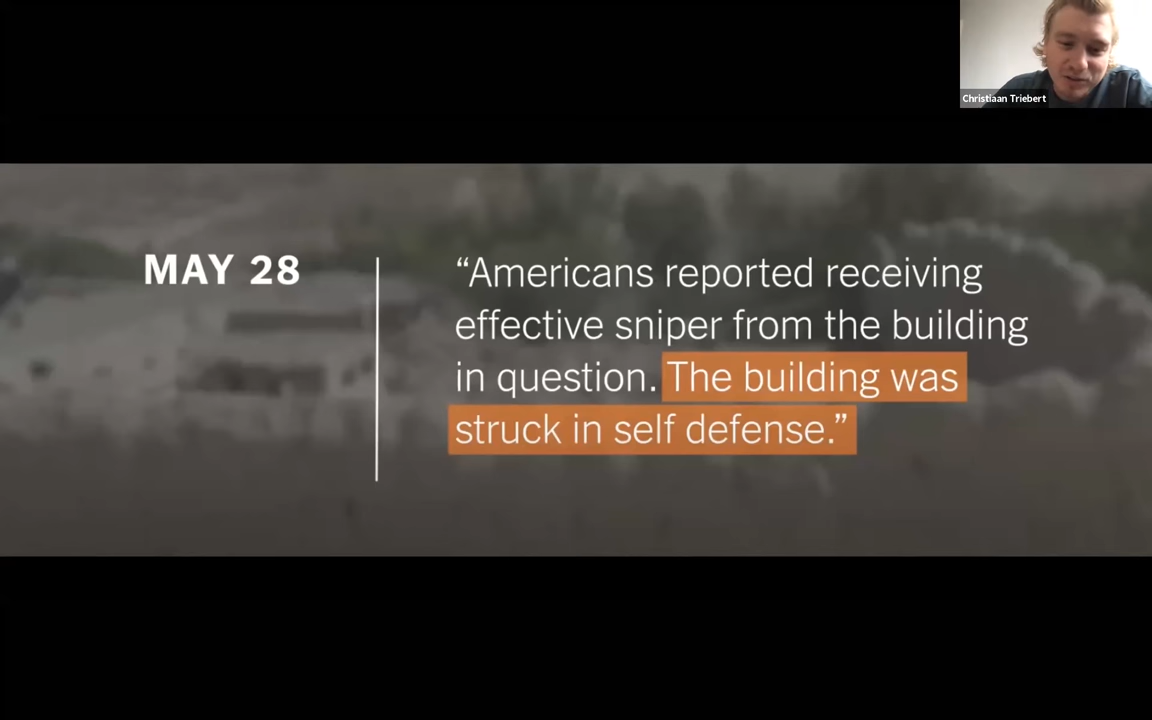 Christiaan Triebert
MAY 28
“Americans reported receiving
effective sniper from the building
in question. The building was
struck in self defense.”